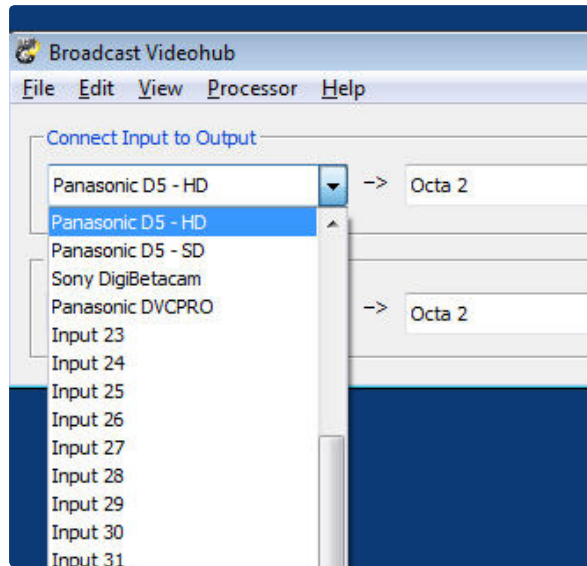 Broadcast Videohub
File Edit View Processor Help
Connect Input to Output
Panasonic D5 - HD -> Octa 2
Panasonic D5 - HD
Panasonic D5 - SD
Sony DigiBetacam
Panasonic DVCPRO
-> Octa 2
Input 23
Input 24
Input 25
Input 26
Input 27
Input 28
Input 29
Input 30
Input 31